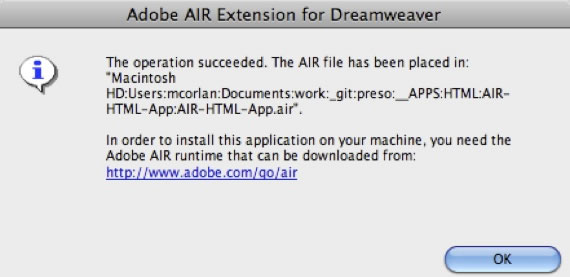 Adobe AIR Extension for Dreamweaver
The operation succeeded. The AIR file has been placed in:
"Macintosh
HD:Users:mcorlan:Documents:work:_git:preso:__APPS:HTML:AIR-
HTML-App:AIR-HTML-App.air".
In order to install this application on your machine, you need the
Adobe AIR runtime that can be downloaded from:
http://www.adobe.com/go/air
OK